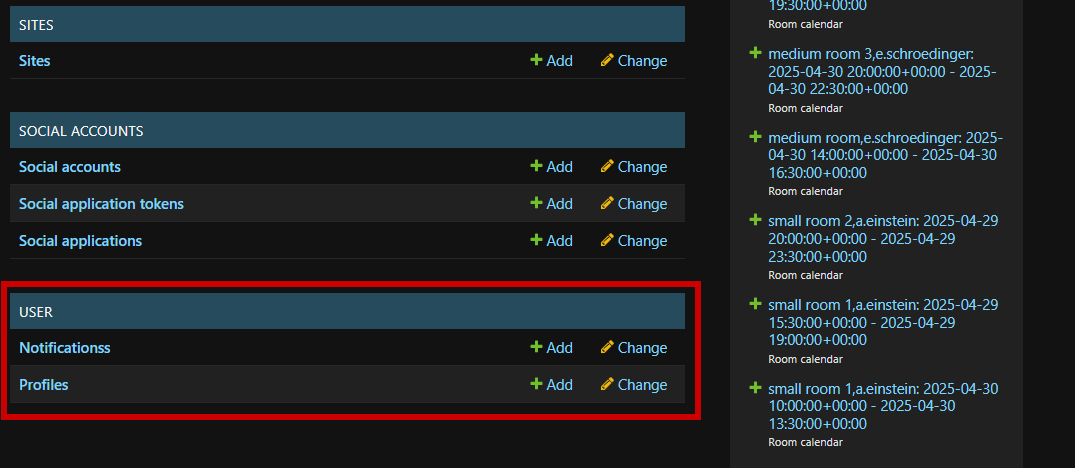 SITES
Sites Add Change
SOCIAL ACCOUNTS
Social accounts Add Change
Social application tokens Add Change
Social applications Add Change
USER
Notificationss Add Change
Profiles Add Change
19:30:00+00:00
Room calendar
medium room 3,e.schroedinger:
2025-04-30 20:00:00+00:00 - 2025-
04-30 22:30:00+00:00
Room calendar
medium room,e.schroedinger: 2025-
04-30 14:00:00+00:00 - 2025-04-30
16:30:00+00:00
Room calendar
small room 2,a.einstein: 2025-04-29
20:00:00+00:00 - 2025-04-29
23:30:00+00:00
Room calendar
small room 1,a.einstein: 2025-04-29
15:30:00+00:00 - 2025-04-29
19:00:00+00:00
Room calendar
small room 1,a.einstein: 2025-04-30
10:00:00+00:00 - 2025-04-30
13:30:00+00:00
Room calendar